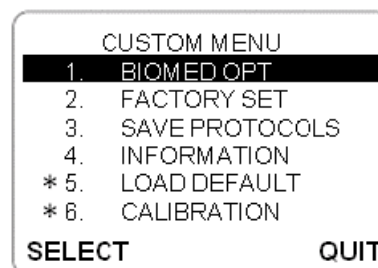 CUSTOM MENU
1. BIOMED OPT
2. FACTORY SET
3. SAVE PROTOCOLS
4. INFORMATION
* 5. LOAD DEFAULT
* 6. CALIBRATION
SELECT QUIT